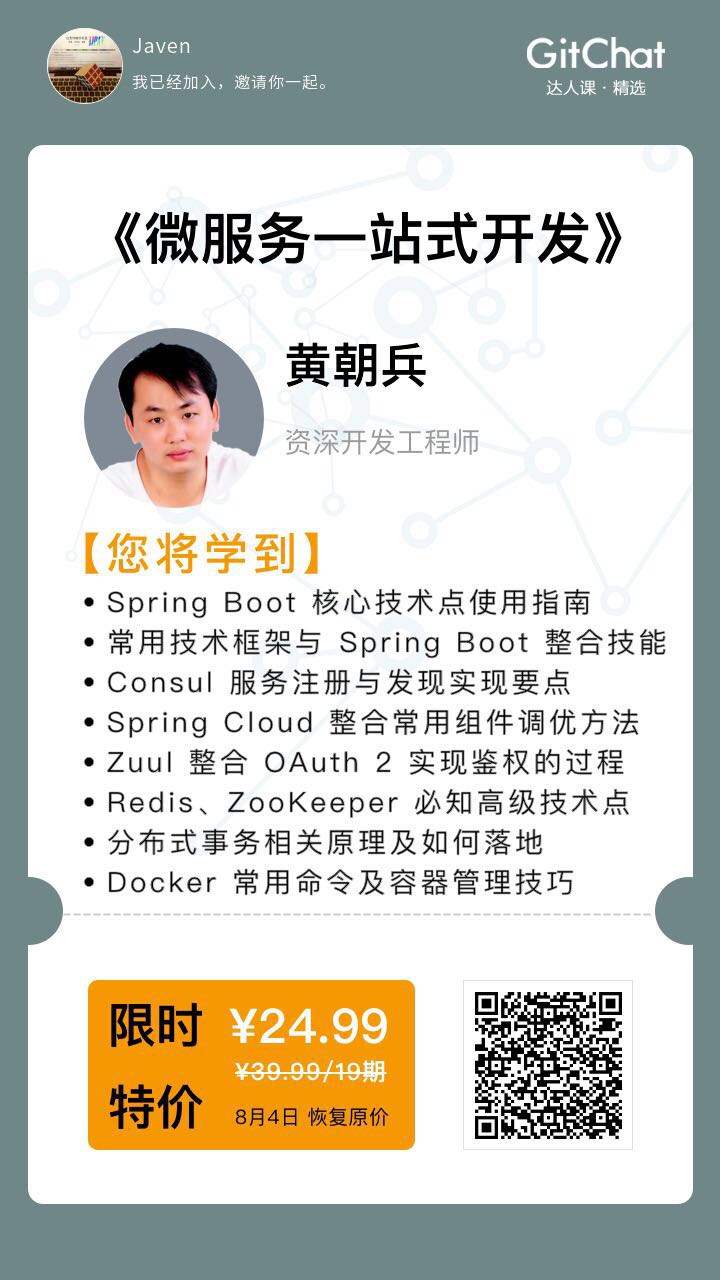 Javen
我已经加入，邀请你一起。
GitChat
达人课·精选
《微服务一站式开发》
黄朝兵
资深开发工程师
【您将学到】
• Spring Boot 核心技术点使用指南
• 常用技术框架与 Spring Boot 整合技能
• Consul 服务注册与发现实现要点
• Spring Cloud 整合常用组件调优方法
• Zuul 整合 OAuth 2 实现鉴权的过程
• Redis、ZooKeeper 必知高级技术点
• 分布式事务相关原理及如何落地
• Docker 常用命令及容器管理技巧
限时
特价
¥24.99
¥39.99/19期
8月4日 恢复原价